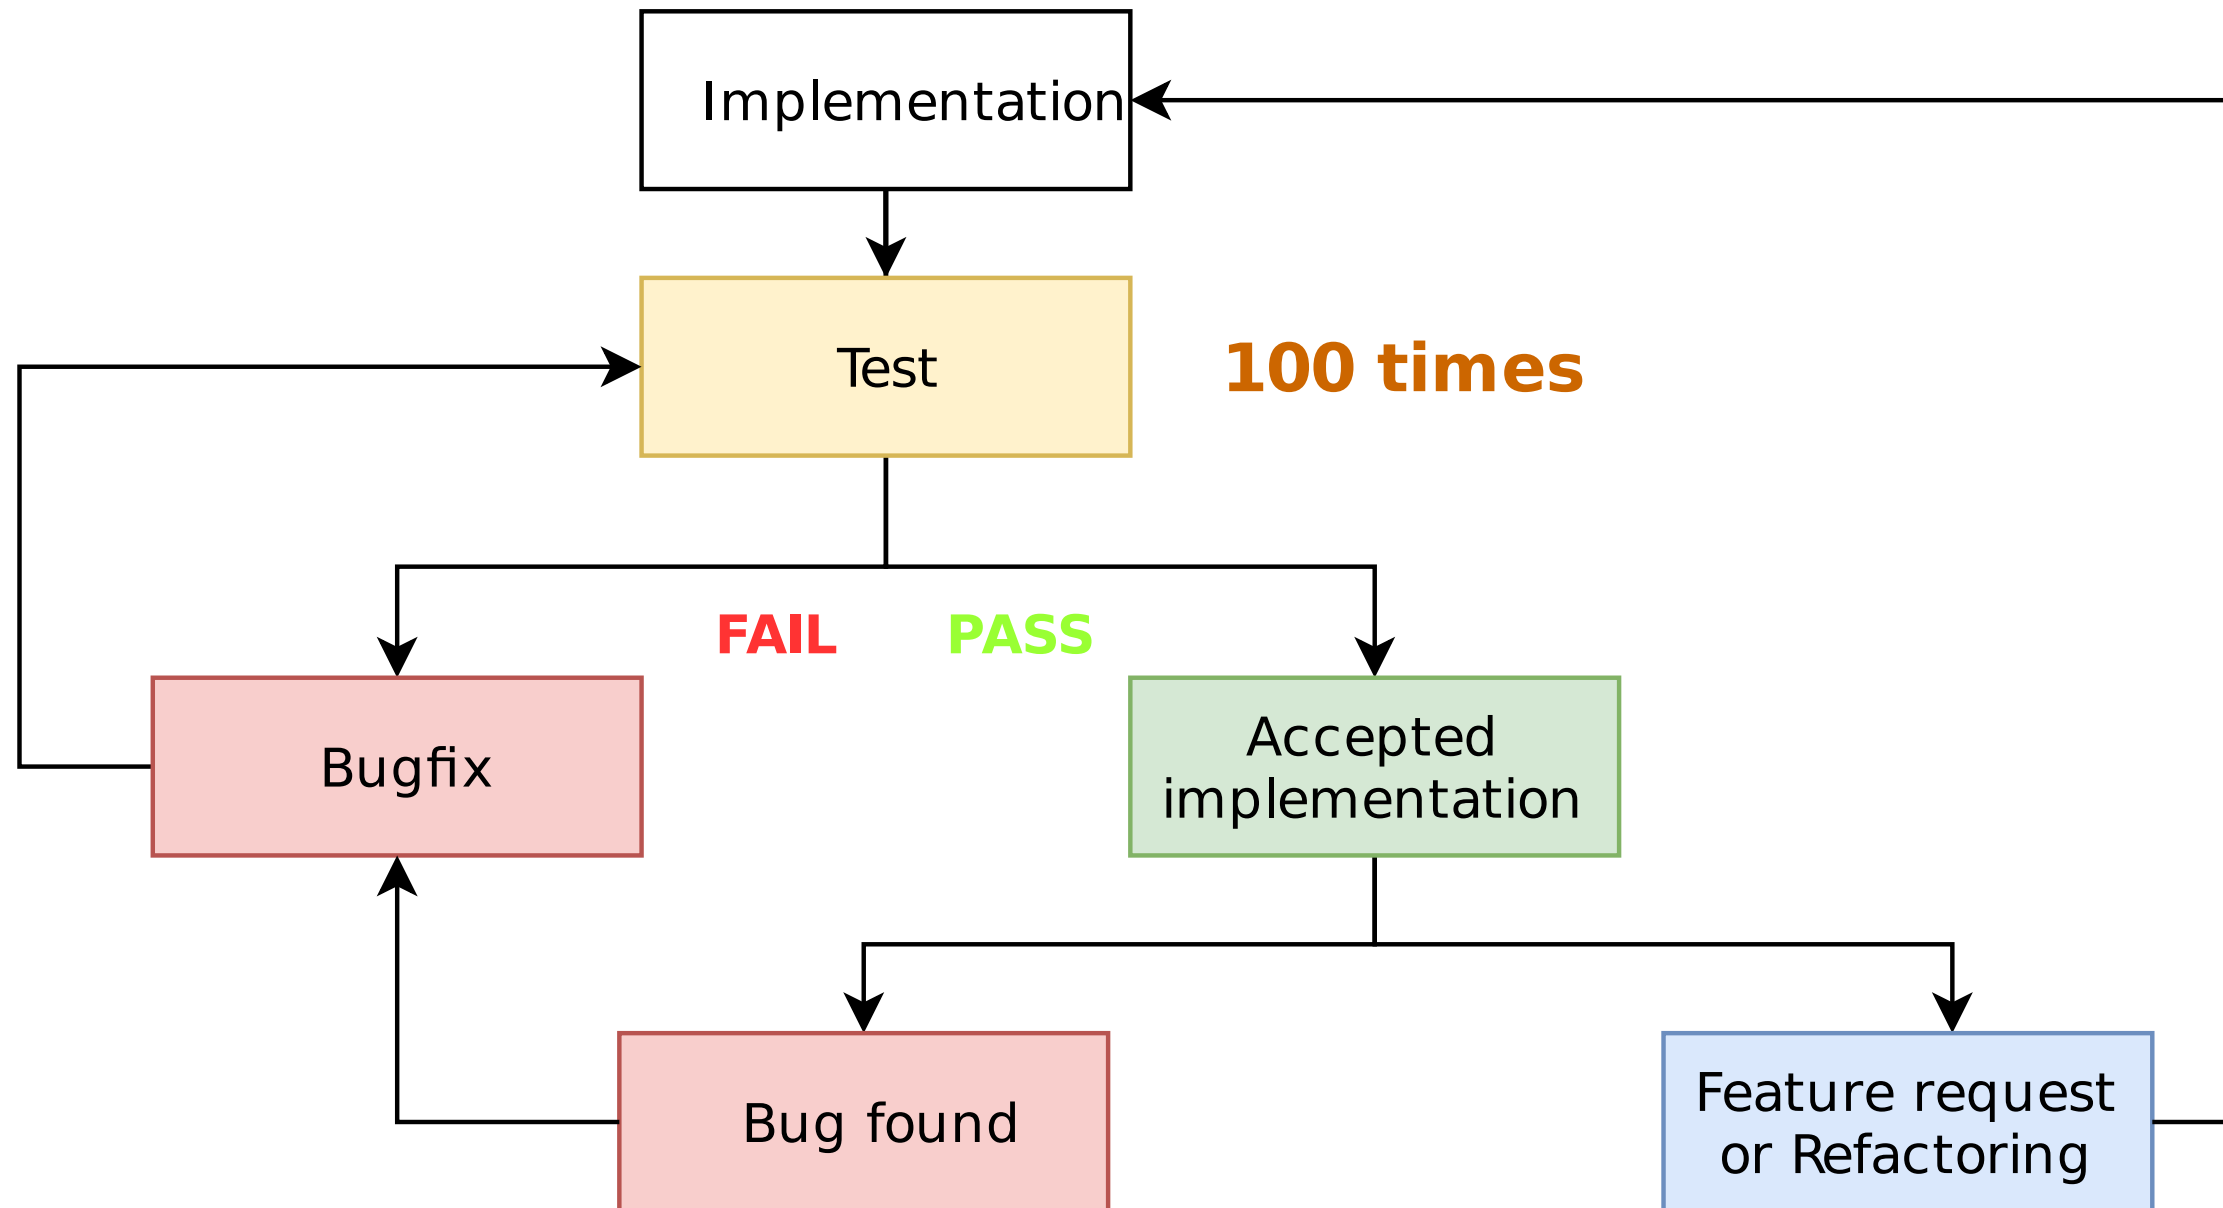 Implementation
Test
100 times
FAIL
PASS
Bugfix
Accepted
implementation
Bug found
Feature request
or Refactoring